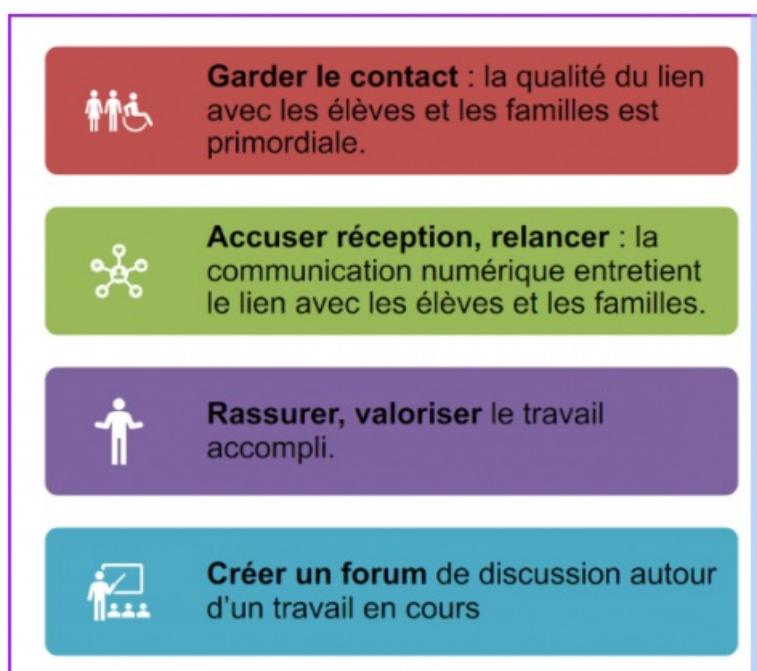 Garder le contact : la qualité du lien
avec les élèves et les familles est
primordiale.
Accuser réception, relancer : la
communication numérique entretient
le lien avec les élèves et les familles.
Rassurer, valoriser le travail
accompli.
Créer un forum de discussion autour
d'un travail en cours